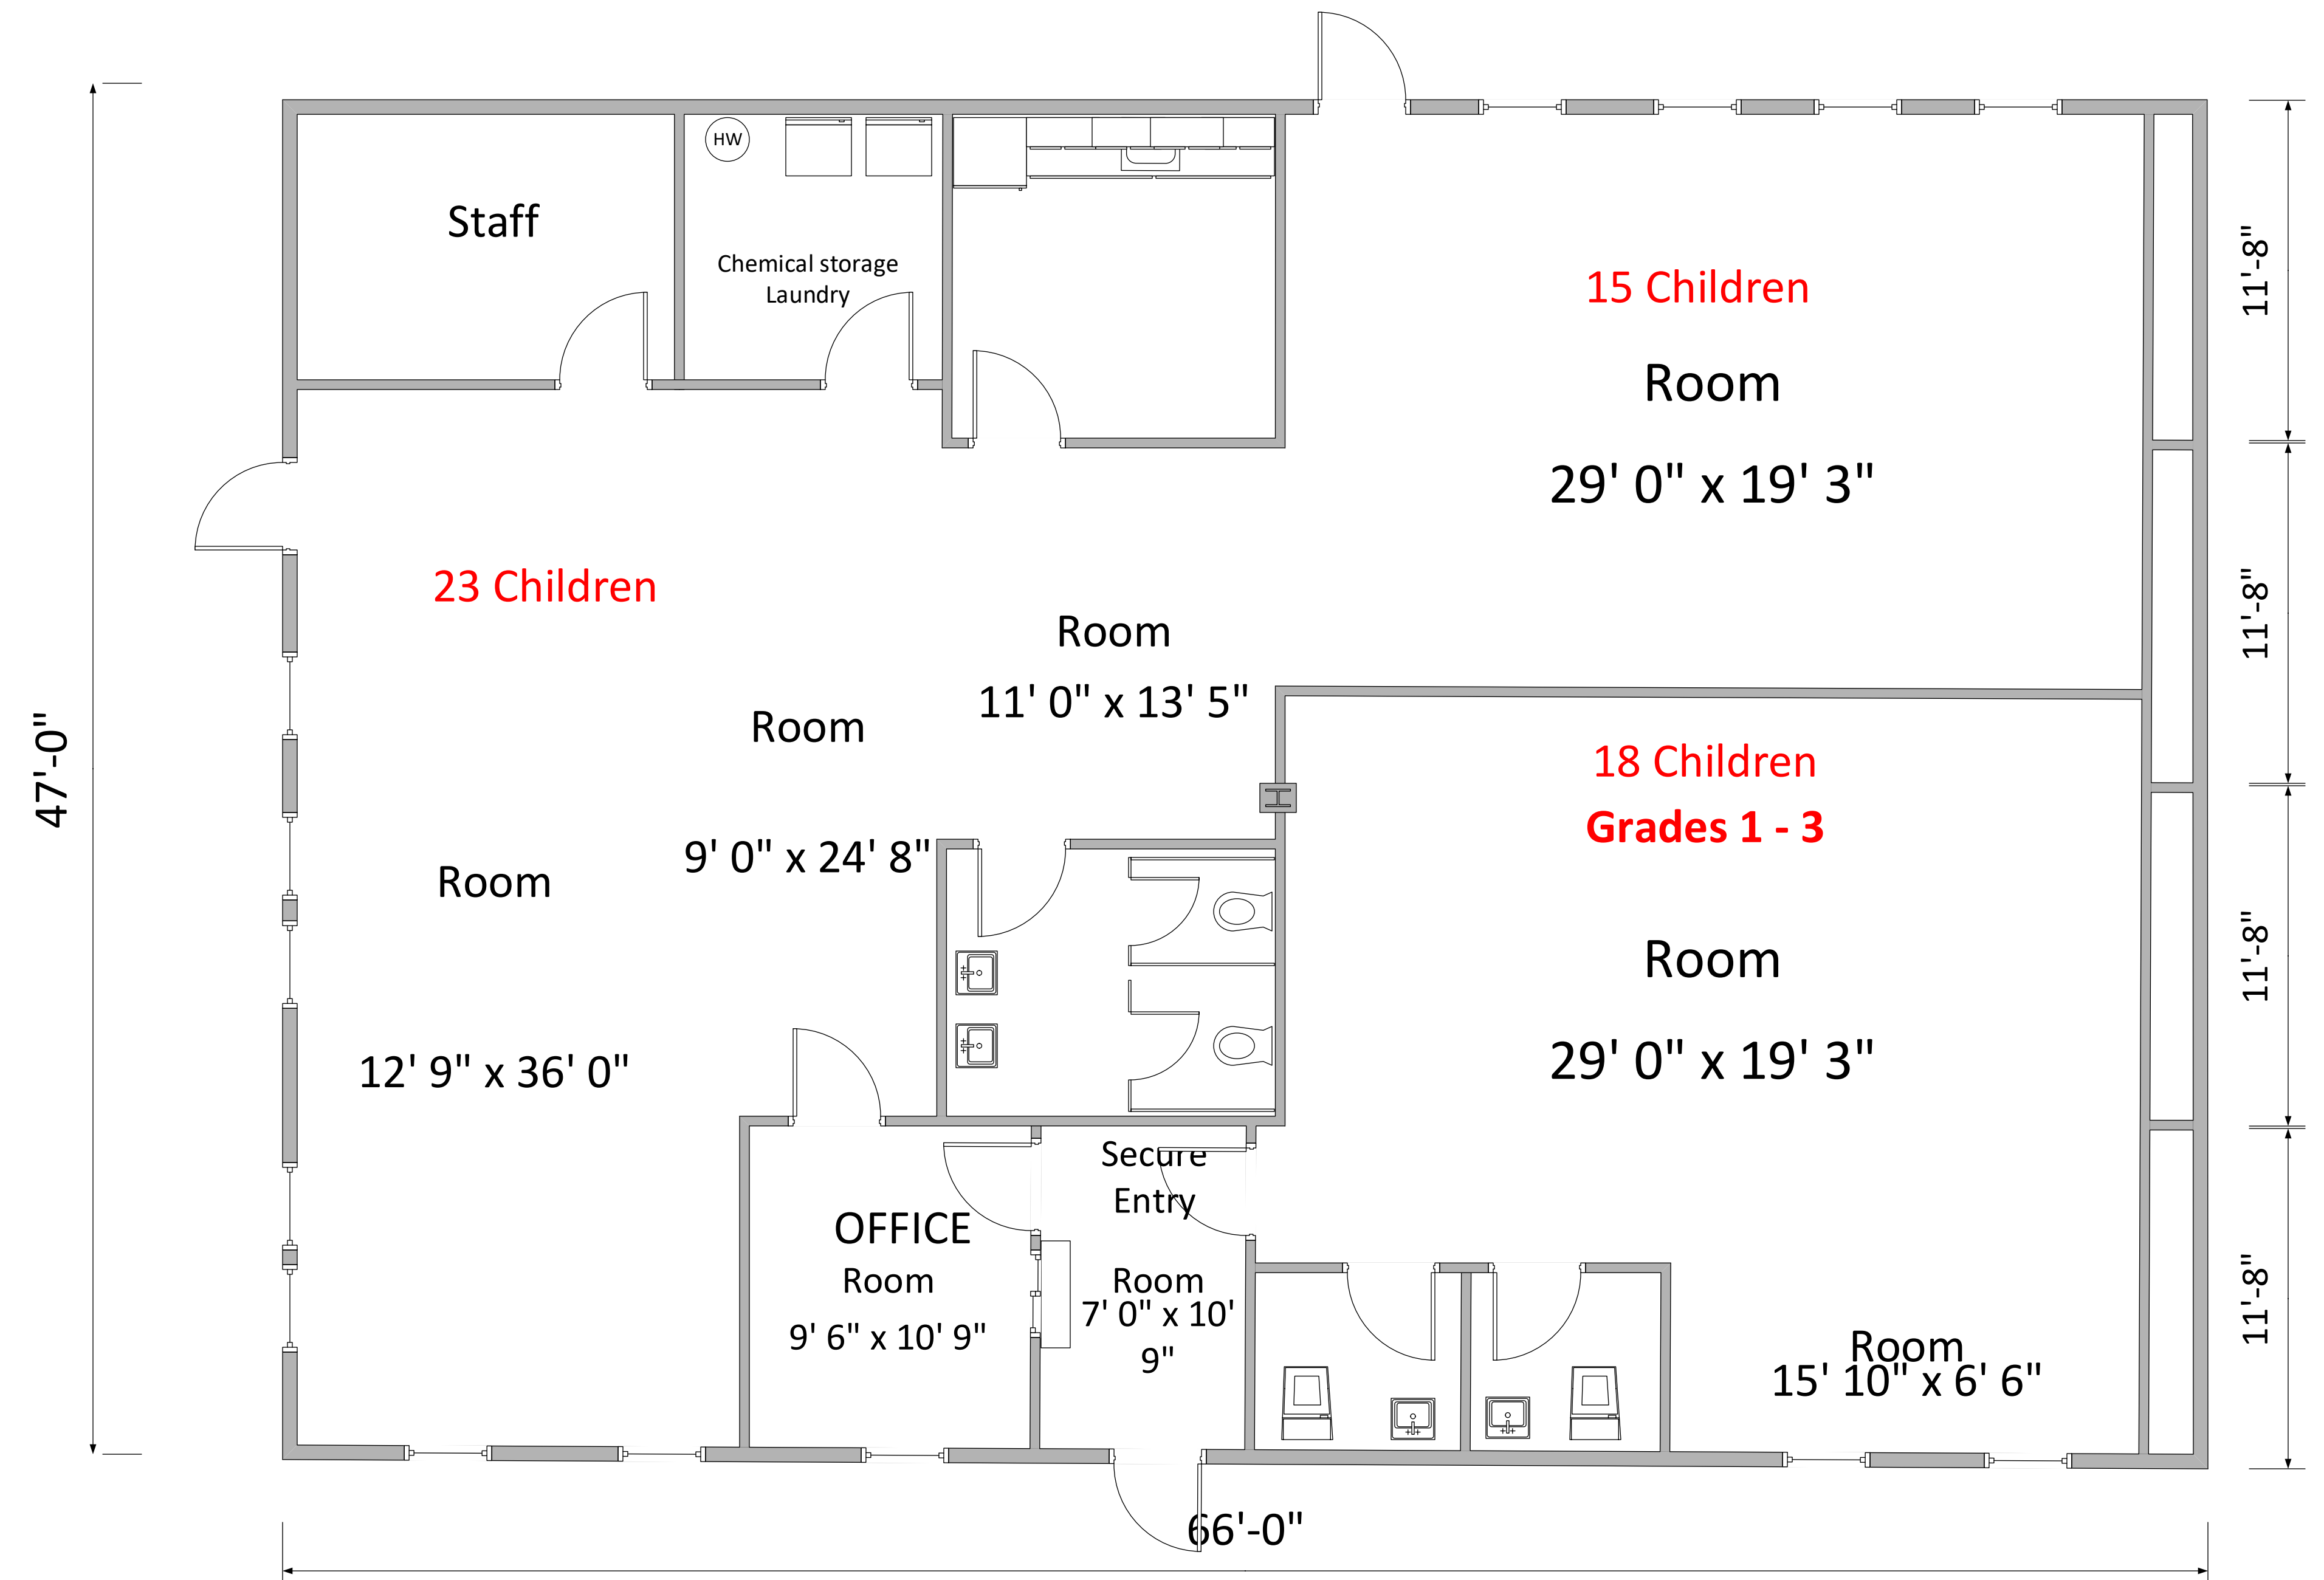 HW
Staff
Chemical storage
Laundry
15 Children
Room
29' 0" x 19' 3"
11'-8"
23 Children
Room
11' 0" x 13' 5"
11'-8"
47'-0"
Room
9' 0" x 24' 8"
18 Children
Grades 1 - 3
Room
12' 9" x 36' 0"
Room
29' 0" x 19' 3"
11'-8"
Secure
Entry
OFFICE
Room
9' 6" x 10' 9"
Room
7' 0" x 10'
9"
Room
15' 10" x 6' 6"
11'-8"
66'-0"